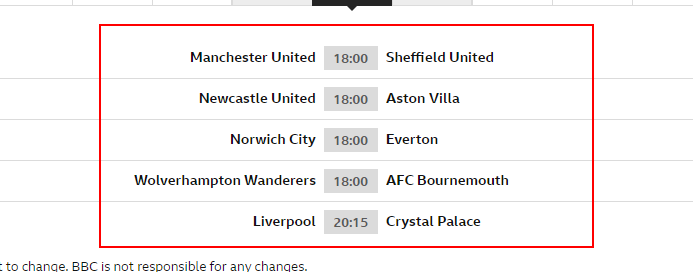 Manchester United 18:00 Sheffield United
Newcastle United 18:00 Aston Villa
Norwich City 18:00 Everton
Wolverhampton Wanderers 18:00 AFC Bournemouth
Liverpool 20:15 Crystal Palace
t to change. BBC is not responsible for any changes.